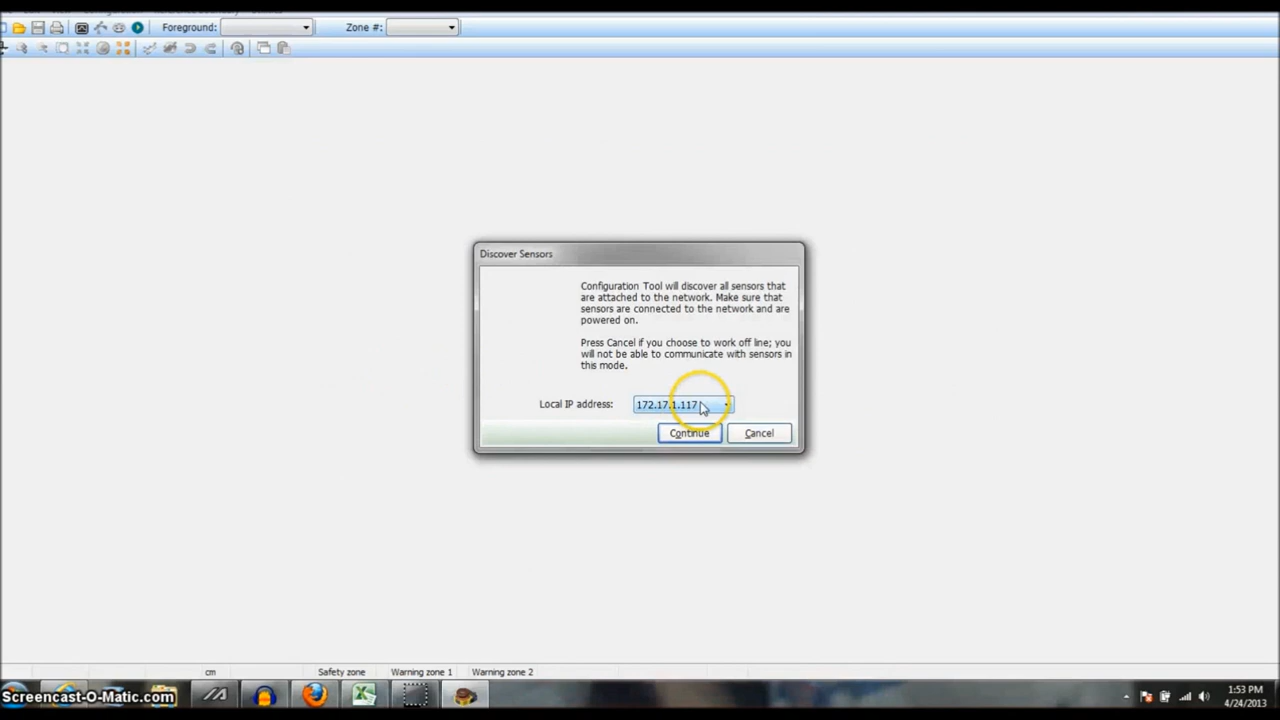 Foreground:
Zone #:
Discover Sensors
Configuration Tool will discover all sensors that
are attached to the network. Make sure that
sensors are connected to the network and are
powered on.
Press Cancel if you choose to work off line; you
will not be able to communicate with sensors in
this mode.
Local IP address:
172.17.1.117
Continue
Cancel
cm
Safety zone
Warning zone 1
Warning zone 2
Screencast-O-Matic.com
1:53 PM
4/24/2013